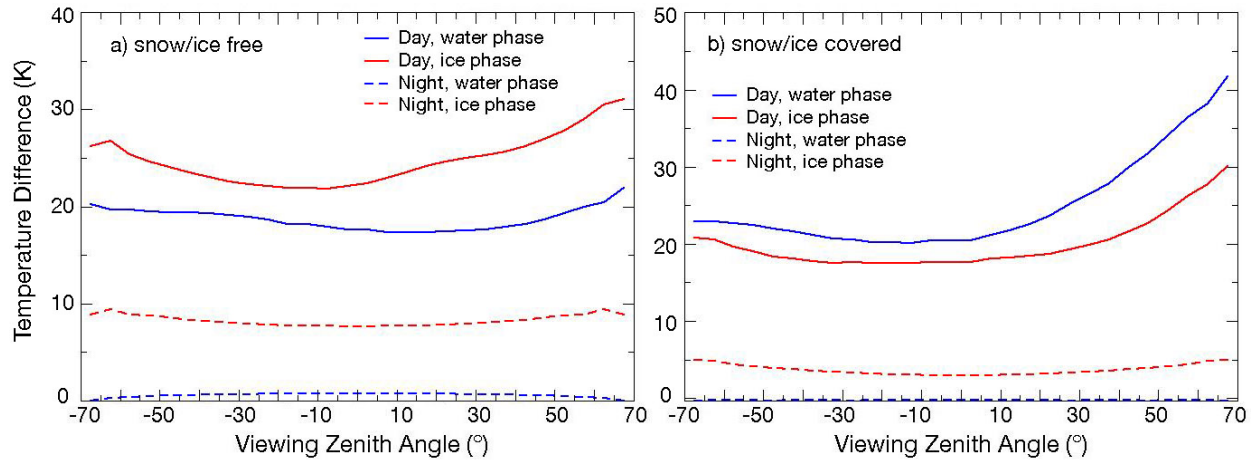 Temperature Difference (K)
40
30
20
10
0
a) snow/ice free
Day, water phase
Day, ice phase
Night, water phase
Night, ice phase
-70 -50 -30 -10 10 30 50 70
Viewing Zenith Angle (°)
50
40
30
20
10
0
b) snow/ice covered
Day, water phase
Day, ice phase
Night, water phase
Night, ice phase
-70 -50 -30 -10 10 30 50 70
Viewing Zenith Angle (°)